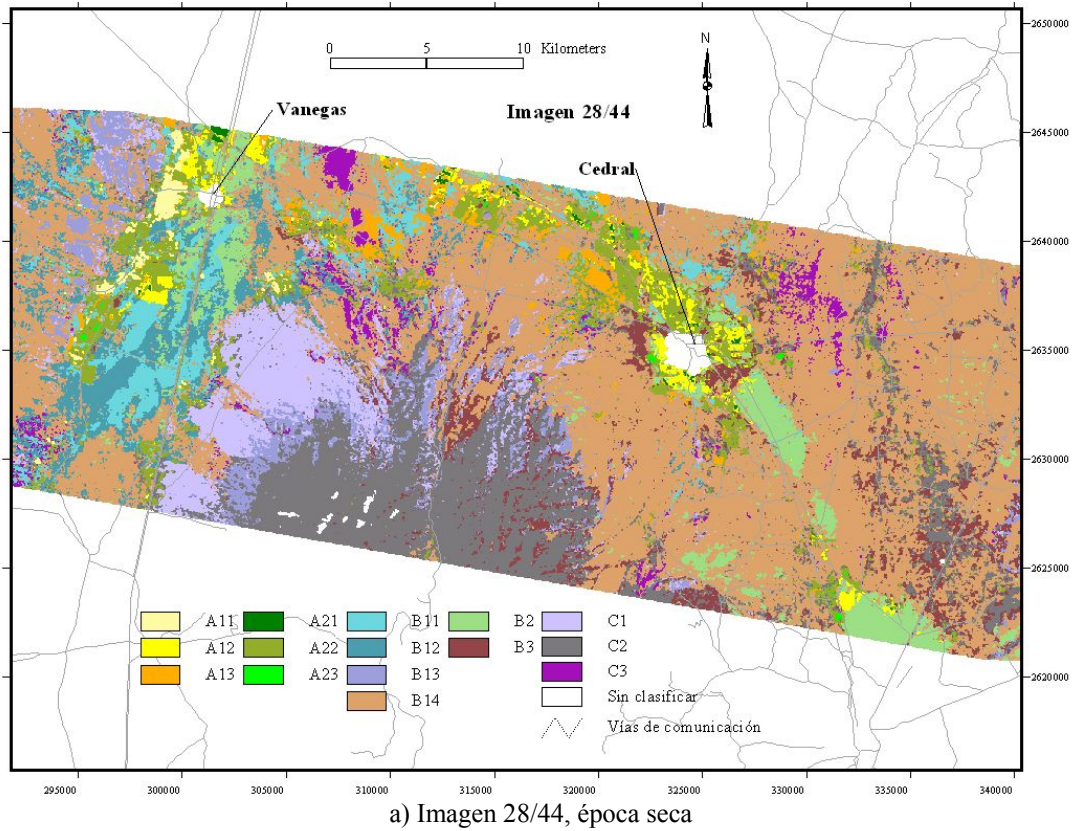 0 5 10 Kilometers
N
Vanegas
Imagen 28/44
Cedral
2650000
2645000
2640000
2635000
2630000
2625000
2620000
A11 A21 B11 B2 C1
A12 A22 B12 B3 C2
A13 A23 B13 C3
B14 Sin clasificar
Vías de comunicación
295000 300000 305000 310000 315000 320000 325000 330000 335000 340000
a) Imagen 28/44, época seca